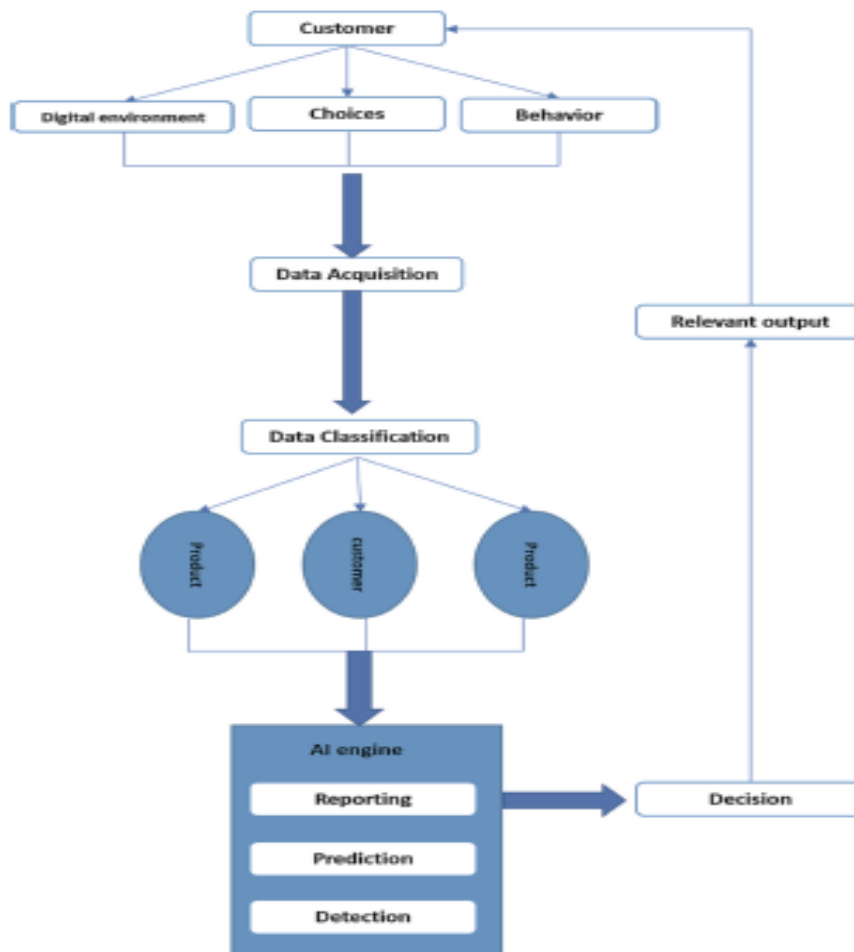 Customer
Digital environment
Choices
Behavior
Data Acquisition
Relevant output
Data Classification
Product
customer
Product
AI engine
Reporting
Decision
Prediction
Detection